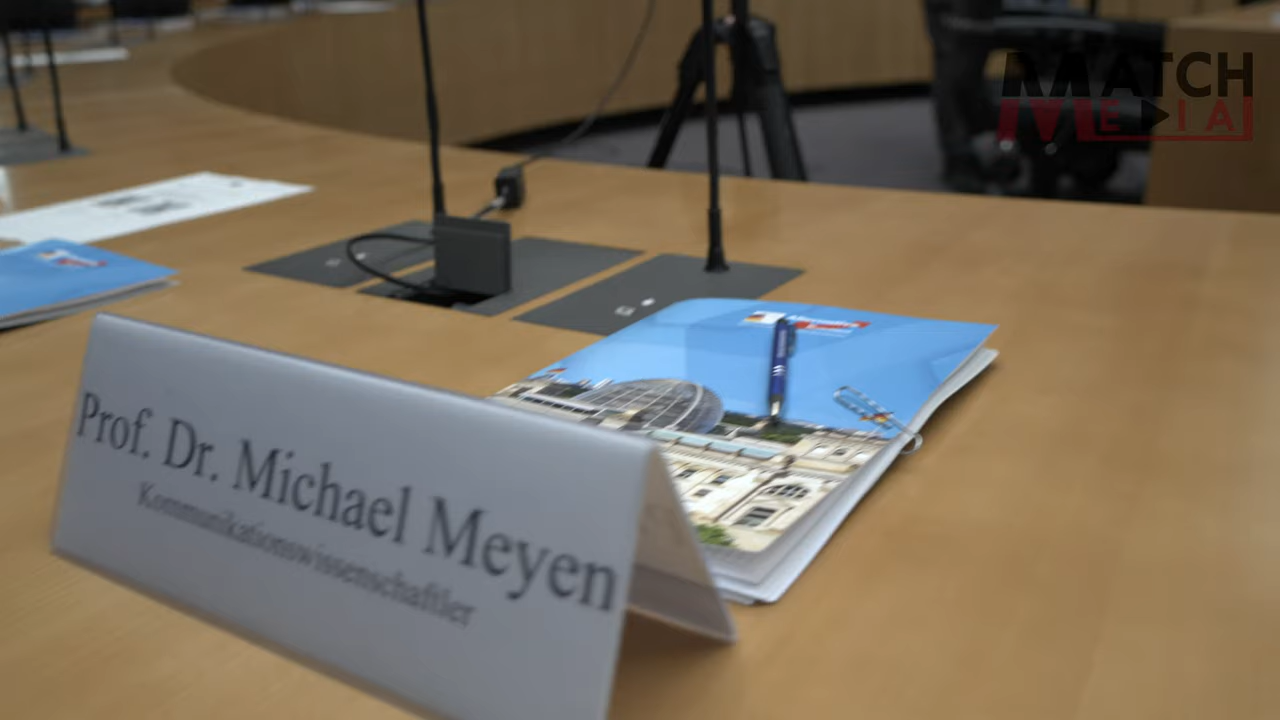 MATCH
MEDIA
Prof. Dr. Michael Meyen
Kommunikationswissenschaftler